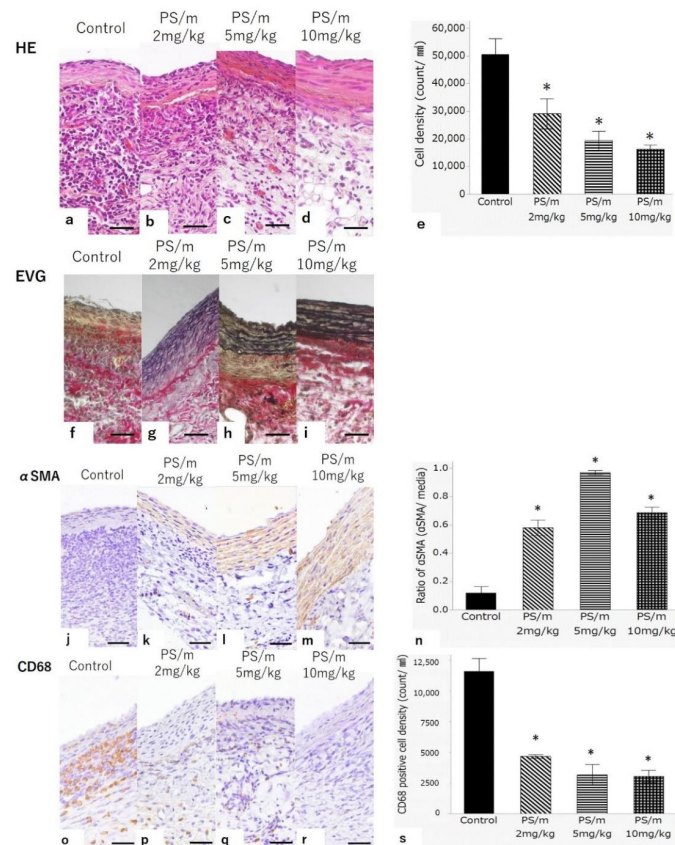 HE
Control
PS/m
2mg/kg
PS/m
5mg/kg
PS/m
10mg/kg
a
b
c
d
Cell density (count/ ㎟)
60,000
50,000
40,000
30,000
20,000
10,000
0
*
*
*
Control
PS/m
2mg/kg
PS/m
5mg/kg
PS/m
10mg/kg
e
EVG
Control
PS/m
2mg/kg
PS/m
5mg/kg
PS/m
10mg/kg
f
g
h
i
α SMA
Control
PS/m
2mg/kg
PS/m
5mg/kg
PS/m
10mg/kg
j
k
l
m
Ratio of αSMA (αSMA/ media)
1.0
0.8
0.6
0.4
0.2
0.0
*
*
*
Control
PS/m
2mg/kg
PS/m
5mg/kg
PS/m
10mg/kg
n
CD68
Control
PS/m
2mg/kg
PS/m
5mg/kg
PS/m
10mg/kg
o
p
q
r
CD68 positive cell density (count/ ㎟)
12,500
10,000
7500
5000
2500
0
*
*
*
Control
PS/m
2mg/kg
PS/m
5mg/kg
PS/m
10mg/kg
s